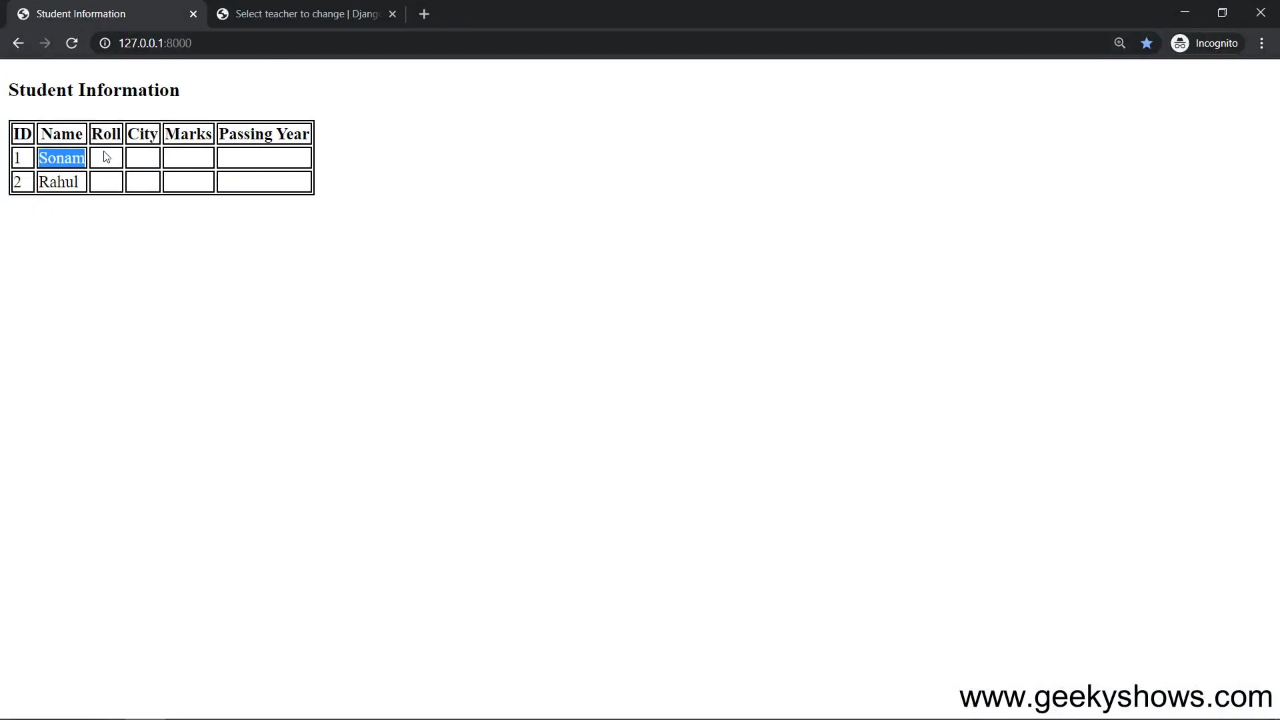 Student Information
Select teacher to change | Djang
127.0.0.1:8000
Incognito
Student Information
ID Name Roll City Marks Passing Year
1 Sonam
2 Rahul
www.geekyshows.com